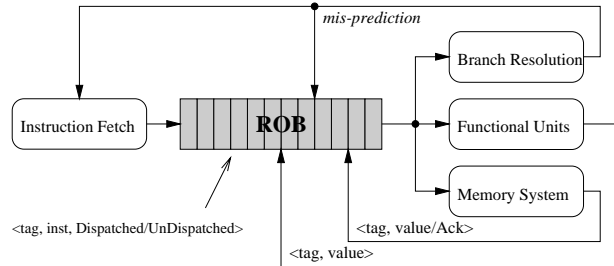 mis-prediction
Branch Resolution
Instruction Fetch
ROB
Functional Units
Memory System
<tag, inst, Dispatched/UnDispatched>
<tag, value/Ack>
<tag, value>